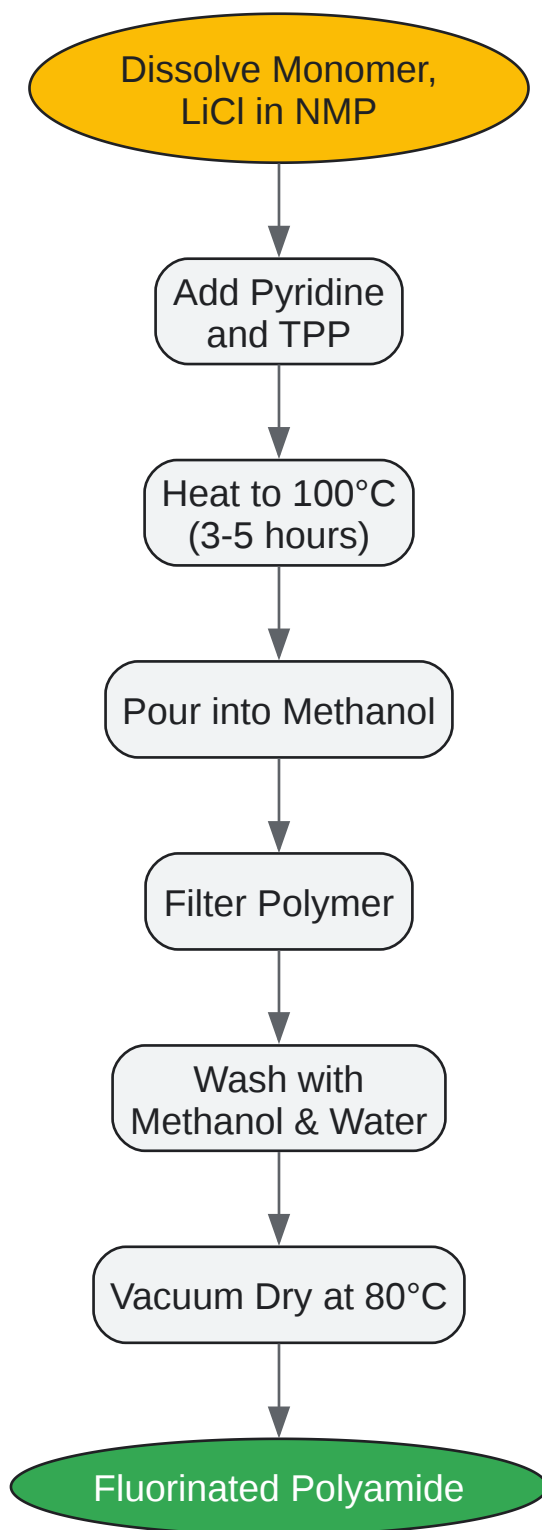 Dissolve Monomer,
LiCl in NMP
Add Pyridine
and TPP
Heat to 100°C
(3-5 hours)
Pour into Methanol
Filter Polymer
Wash with
Methanol & Water
Vacuum Dry at 80°C
Fluorinated Polyamide